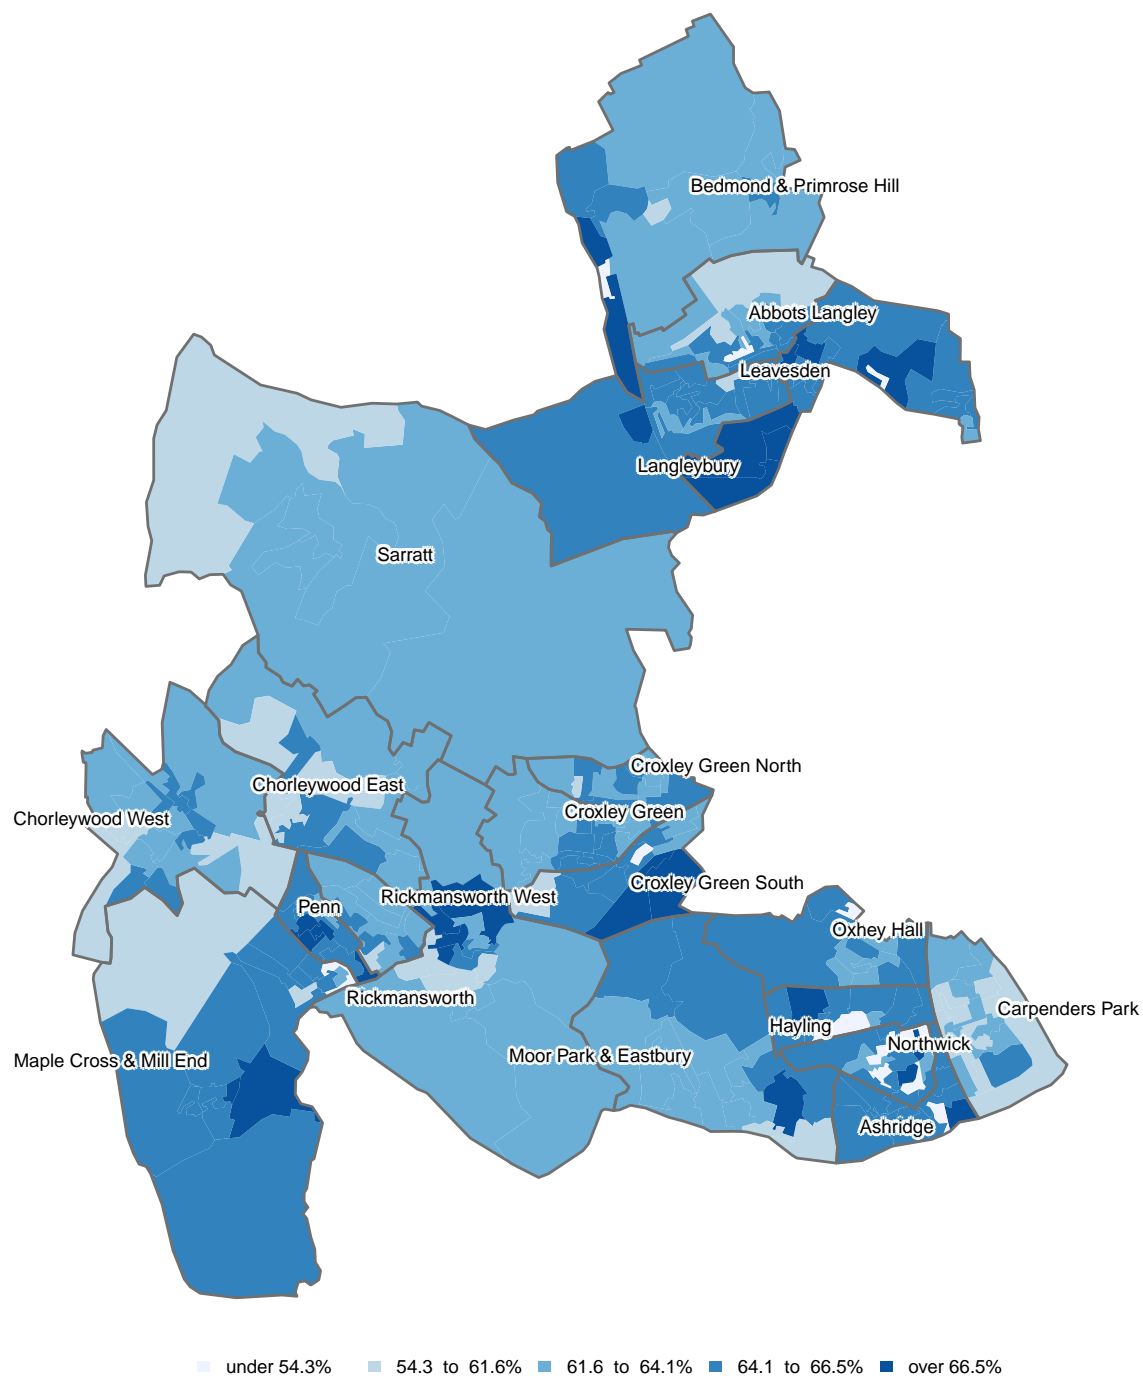 Bedmond & Primrose Hill
Abbots Langley
Leavesden
Langleybury
Sarratt
Croxley Green North
Chorleywood East
Croxley Green
Chorleywood West
Croxley Green South
Rickmansworth West
Penn
Oxhey Hall
Rickmansworth
Carpenders Park
Hayling
Northwick
Moor Park & Eastbury
Maple Cross & Mill End
Ashridge
under 54.3% 54.3 to 61.6% 61.6 to 64.1% 64.1 to 66.5% over 66.5%